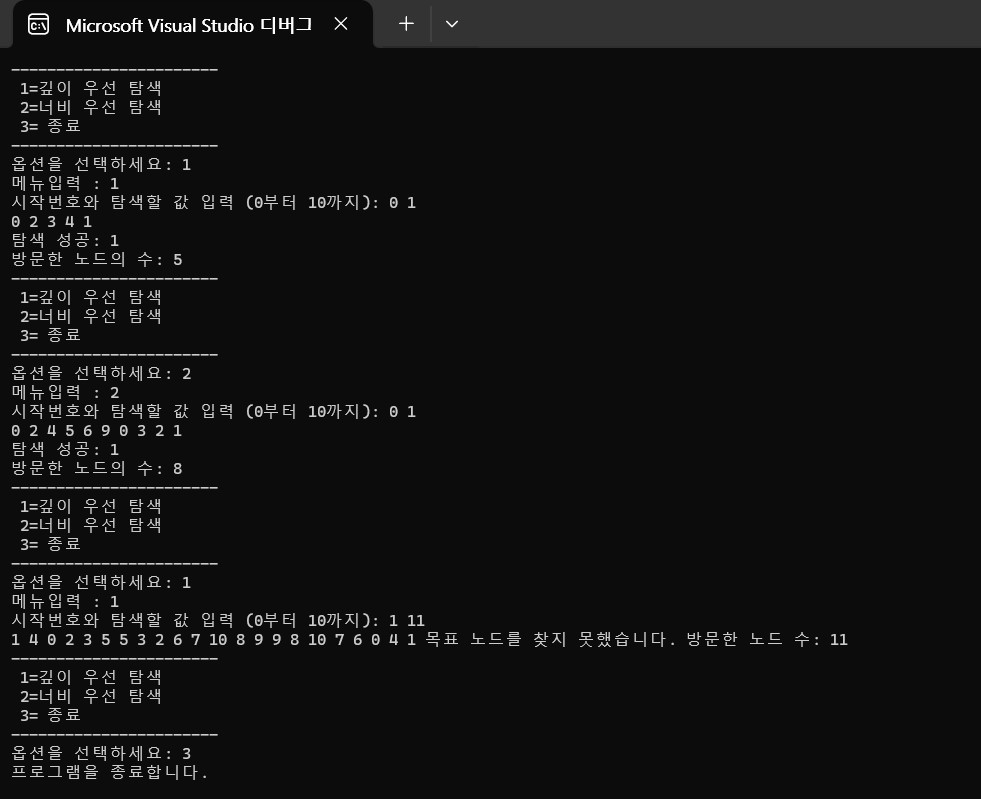 Microsoft Visual Studio 디버그
-----------------------
1=깊이 우선 탐색
2=너비 우선 탐색
3= 종료
-----------------------
옵션을 선택하세요: 1
메뉴입력 : 1
시작번호와 탐색할 값 입력 (0부터 10까지): 0 1
0 2 3 4 1
탐색 성공: 1
방문한 노드의 수: 5
-----------------------
1=깊이 우선 탐색
2=너비 우선 탐색
3= 종료
-----------------------
옵션을 선택하세요: 2
메뉴입력 : 2
시작번호와 탐색할 값 입력 (0부터 10까지): 0 1
0 2 4 5 6 9 0 3 2 1
탐색 성공: 1
방문한 노드의 수: 8
-----------------------
1=깊이 우선 탐색
2=너비 우선 탐색
3= 종료
-----------------------
옵션을 선택하세요: 1
메뉴입력 : 1
시작번호와 탐색할 값 입력 (0부터 10까지): 1 11
1 4 0 2 3 5 5 3 2 6 7 10 8 9 9 8 10 7 6 0 4 1 목표 노드를 찾지 못했습니다. 방문한 노드 수: 11
-----------------------
1=깊이 우선 탐색
2=너비 우선 탐색
3= 종료
-----------------------
옵션을 선택하세요: 3
프로그램을 종료합니다.